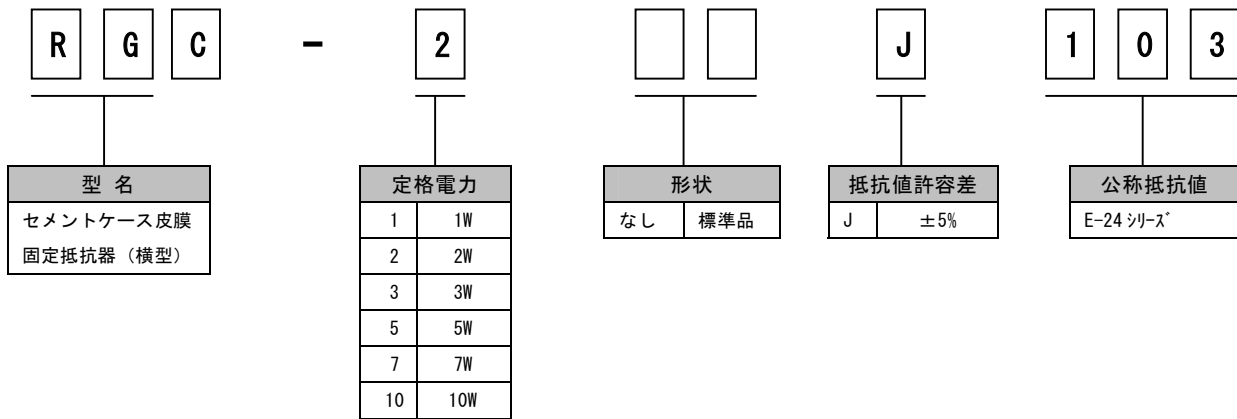 R G C - 2 J 1 0 3
型 名
セメントケース皮膜
固定抵抗器（横型）
定格電力
1 1W
2 2W
3 3W
5 5W
7 7W
10 10W
形状
なし 標準品
抵抗値許容差
J ±5%
公称抵抗値
E-24 ｼﾘｰｽﾞ